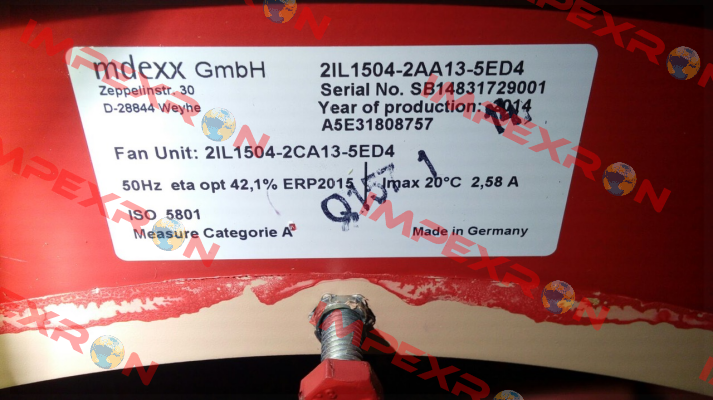 mdexx GmbH
Zeppelinstr. 30
D-28844 Weyhe
2IL1504-2AA13-5ED4
Serial No. SB14831729001
Year of production: 2014
A5E31808757
Fan Unit: 2IL1504-2CA13-5ED4
50Hz eta opt 42,1% ERP2015 Imax 20°C 2,58 A
ISO 5801
Measure Categorie A
Made in Germany
IMPEXRON